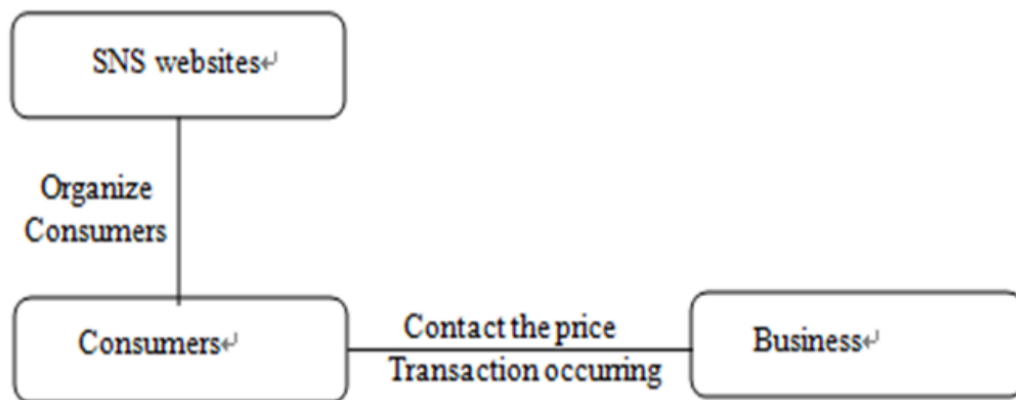 SNS websites↵
Organize
Consumers
Consumers↵
Contact the price
Transaction occurring
Business↵